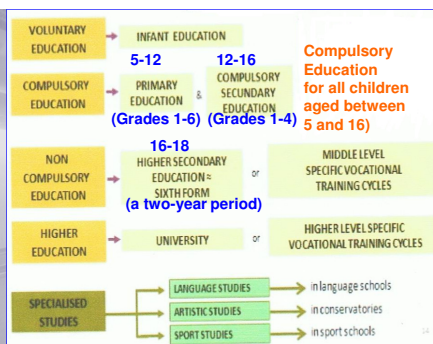 VOLUNTARY
EDUCATION
INFANT EDUCATION
5-12
12-16
COMPULSORY
EDUCATION
PRIMARY
EDUCATION
&
COMPULSORY
SECUNDARY
EDUCATION
(Grades 1-6)
(Grades 1-4)
Compulsory
Education
for all children
aged between
5 and 16)
16-18
NON
COMPULSORY
EDUCATION
HIGHER SECONDARY
EDUCATION =
SIXTH FORM
(a two-year period)
or
MIDDLE LEVEL
SPECIFIC VOCATIONAL
TRAINING CYCLES
HIGHER
EDUCATION
UNIVERSITY
or
HIGHER LEVEL SPECIFIC
VOCATIONAL TRAINING CYCLES
SPECIALISED
STUDIES
LANGUAGE STUDIES
in language schools
ARTISTIC STUDIES
in conservatories
SPORT STUDIES
in sport schools